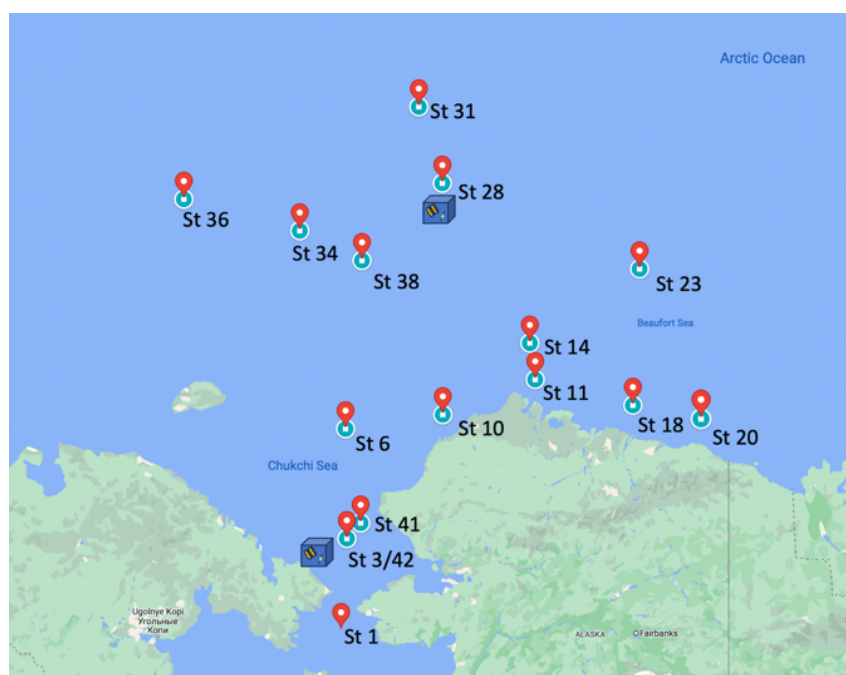 Arctic Ocean
St 31
St 28
St 36
St 34
St 38
St 23
Beaufort Sea
St 14
St 11
St 10
St 18
St 20
St 6
Chukchi Sea
St 41
St 3/42
Ugolnye Kopi
Угольные
Копи
St 1
ALASKA
Fairbanks